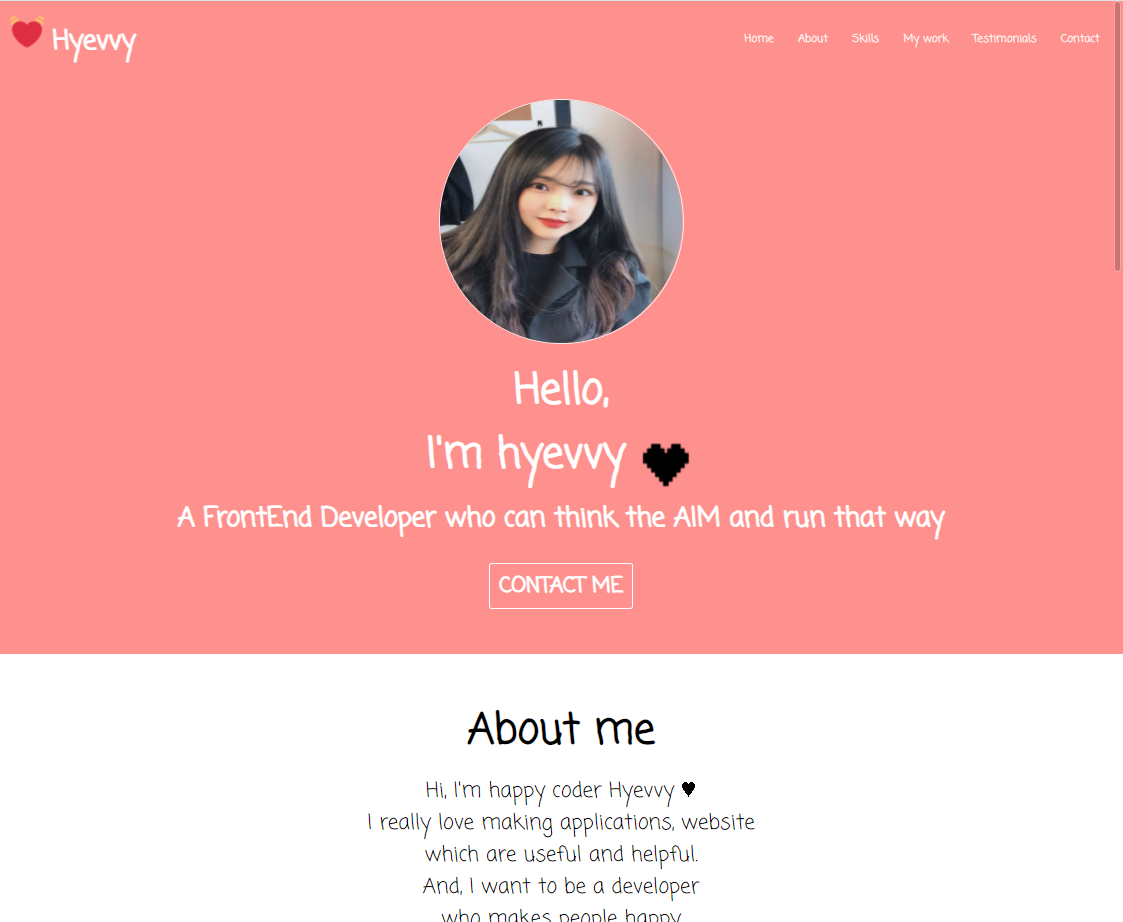 Hyevvy
Home About Skills My work Testimonials Contact
Hello,
I'm hyevvy
A FrontEnd Developer who can think the AIM and run that way
CONTACT ME
About me
Hi, I'm happy coder Hyevvy ♥
I really love making applications, website
which are useful and helpful.
And, I want to be a developer
who makes people happy